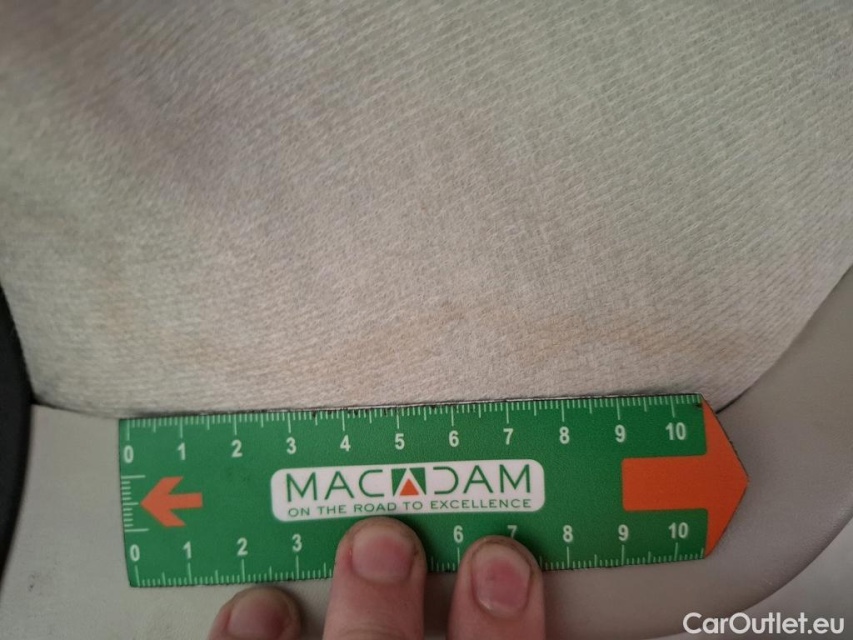 0 1 2 3 4 5 6 7 8 9 10
MACADAM
ON THE ROAD TO EXCELLENCE
0 1 2 3 6 7 8 9 10
CarOutlet.eu